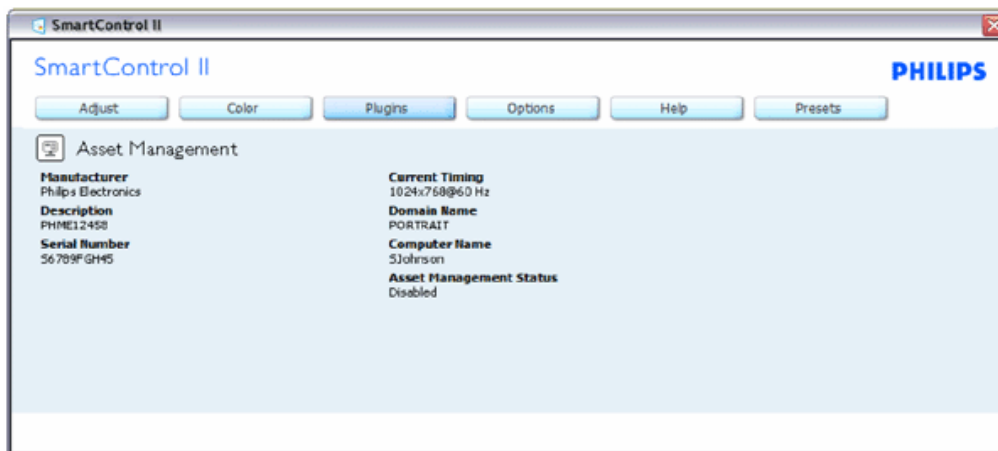 SmartControl II
SmartControl II
PHILIPS
Adjust Color Plugins Options Help Presets
Asset Management
Manufacturer
Philips Electronics
Description
PHME12458
Serial Number
56789FGH45
Current Timing
1024x768@60 Hz
Domain Name
PORTRAIT
Computer Name
SJohnson
Asset Management Status
Disabled